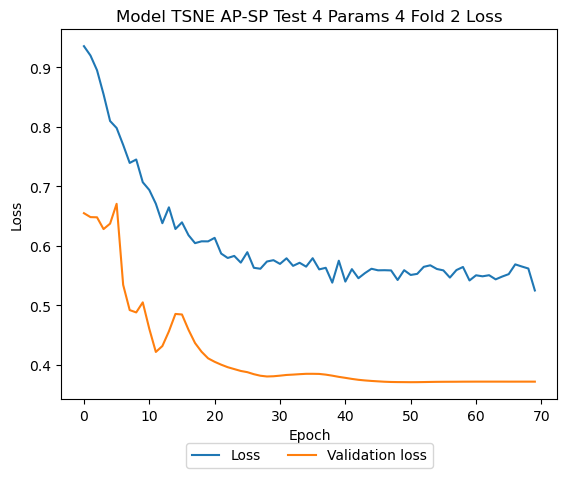 Model TSNE AP-SP Test 4 Params 4 Fold 2 Loss
0.9
0.8
0.7
0.6
0.5
0.4
Loss
0 10 20 30 40 50 60 70
Epoch
Loss Validation loss